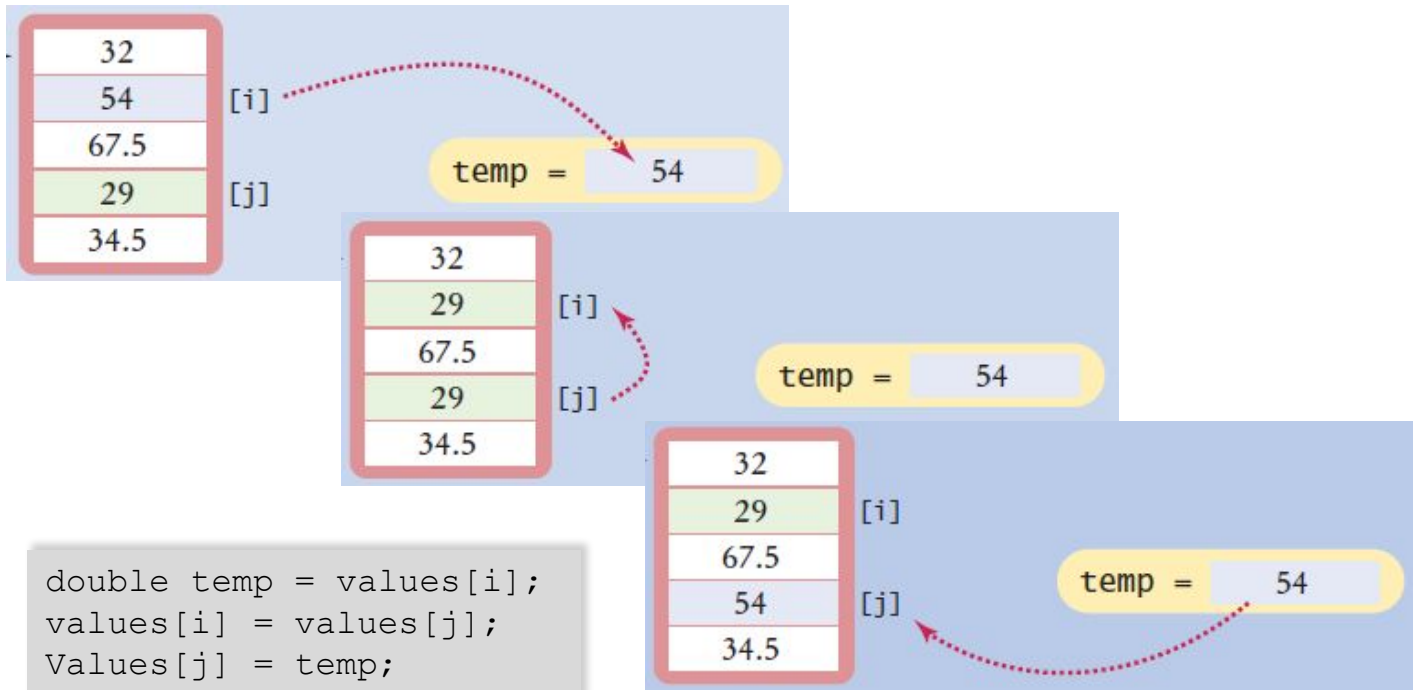 32
54 [i]
67.5
temp = 54
29 [j]
34.5
32
29 [i]
67.5
temp = 54
29 [j]
34.5
32
29 [i]
67.5
temp = 54
54 [j]
34.5
double temp = values[i];
values[i] = values[j];
Values[j] = temp;